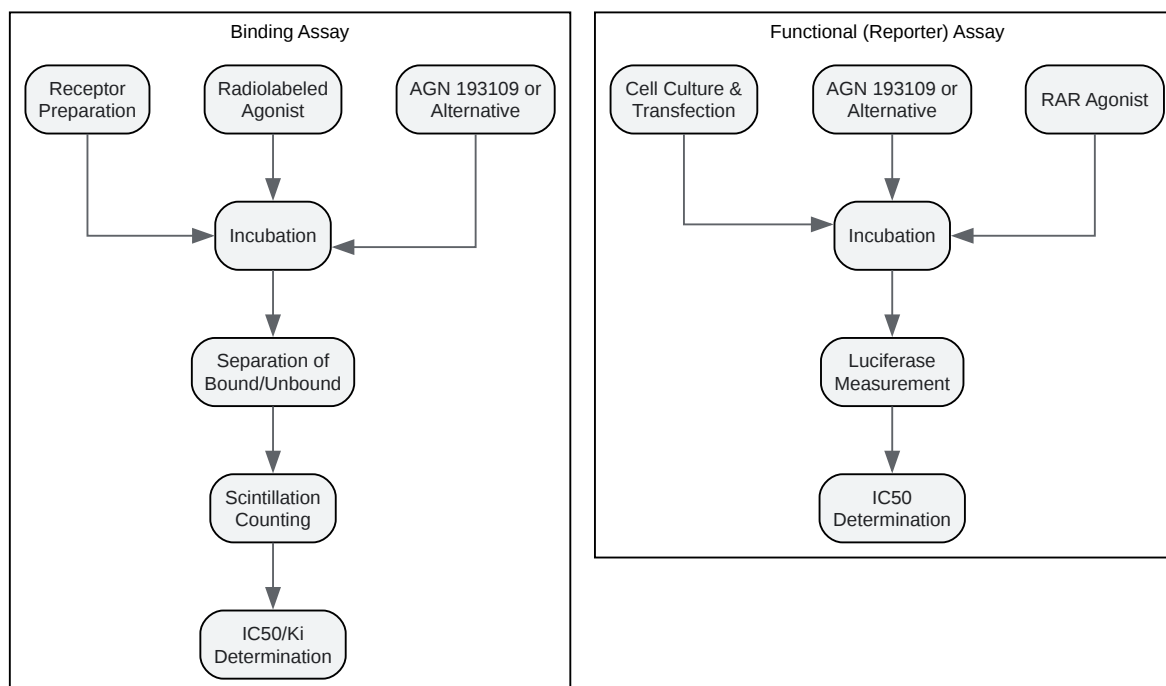 Binding Assay
Receptor
Preparation
Radiolabeled
Agonist
AGN 193109 or
Alternative
Incubation
Separation of
Bound/Unbound
Scintillation
Counting
IC50/Ki
Determination
Functional (Reporter) Assay
Cell Culture &
Transfection
AGN 193109 or
Alternative
RAR Agonist
Incubation
Luciferase
Measurement
IC50
Determination